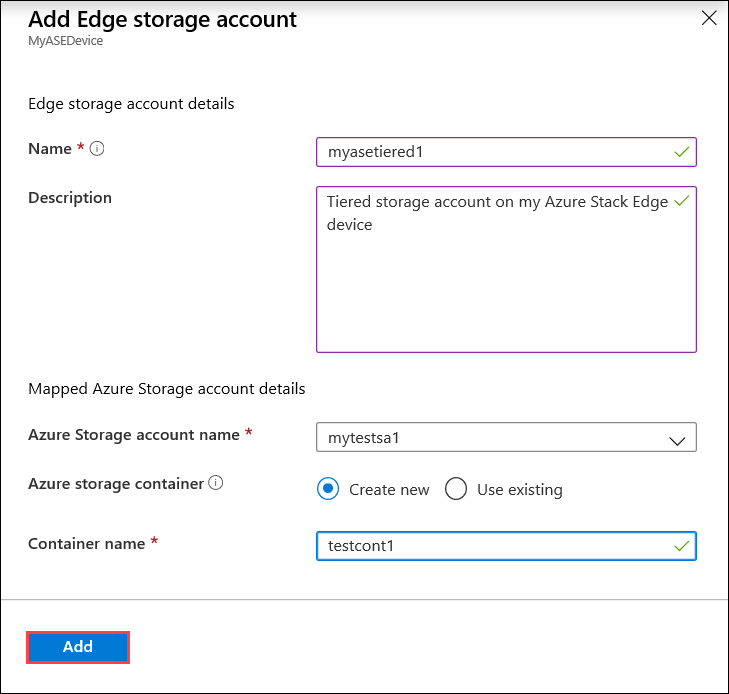 Add Edge storage account
MyASEDevice
Edge storage account details
Name *
myasetiered1
Description
Tiered storage account on my Azure Stack Edge
device
Mapped Azure Storage account details
Azure Storage account name *
mytestsa1
Azure storage container
Create new
Use existing
Container name *
testcont1
Add